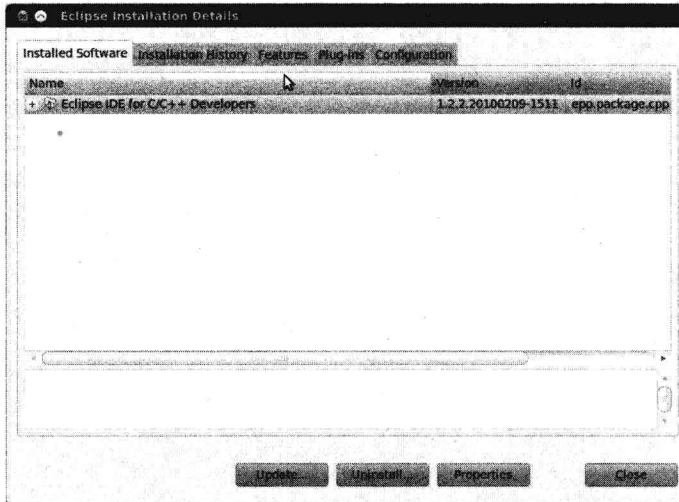 Eclipse Installation Details
Installed Software Installation History Features Plug-ins Configuration
Name Version Id
Eclipse IDE for C/C++ Developers 1.2.2.20100209-1511 epp.package.cpp
Update... Uninstall... Properties Close